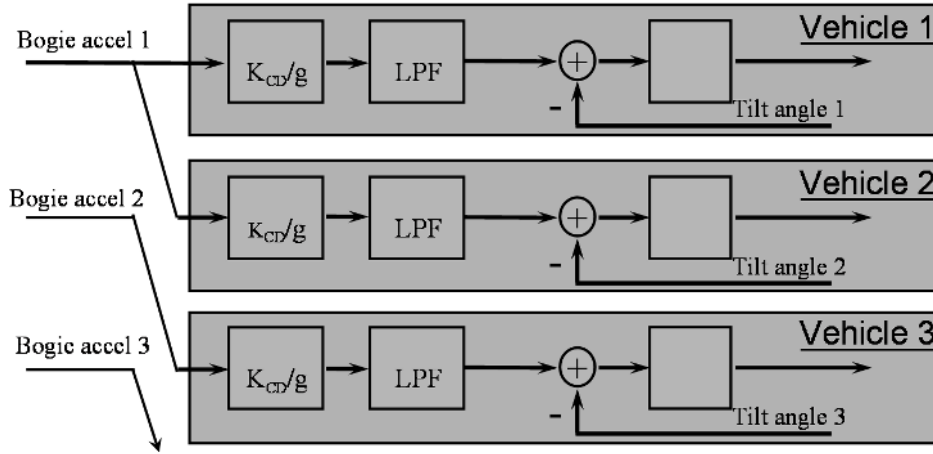 Bogie accel 1
Vehicle 1
K_CD/g
LPF
+
-
Tilt angle 1
Bogie accel 2
Vehicle 2
K_CD/g
LPF
+
-
Tilt angle 2
Bogie accel 3
Vehicle 3
K_CD/g
LPF
+
-
Tilt angle 3